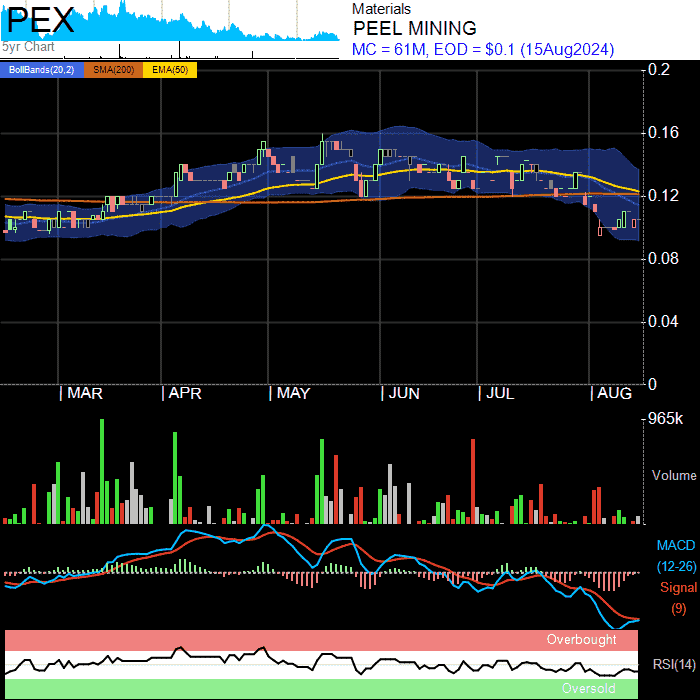 PEX
5yr Chart
Materials
PEEL MINING
MC = 61M, EOD = $0.1 (15Aug2024)
BollBands(20,2) SMA(200) EMA(50)
0.2
0.16
0.12
0.08
0.04
0
MAR APR MAY JUN JUL AUG
965k
Volume
MACD
(12-26)
Signal
(9)
Overbought
RSI(14)
Oversold